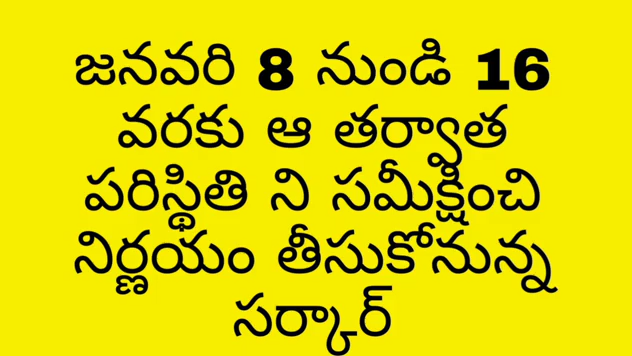 జనవరి 8 నుండి 16
వరకు ఆ తర్వాత
పరిస్థితి ని సమీక్షించి
నిర్ణయం తీసుకోనున్న
సర్కార్